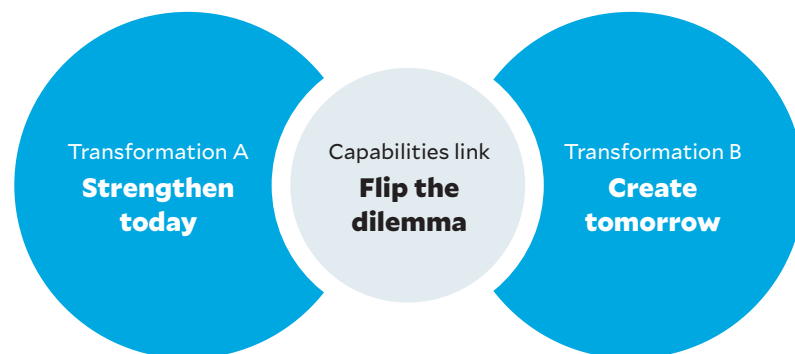 Transformation A
Strengthen
today
Capabilities link
Flip the
dilemma
Transformation B
Create
tomorrow